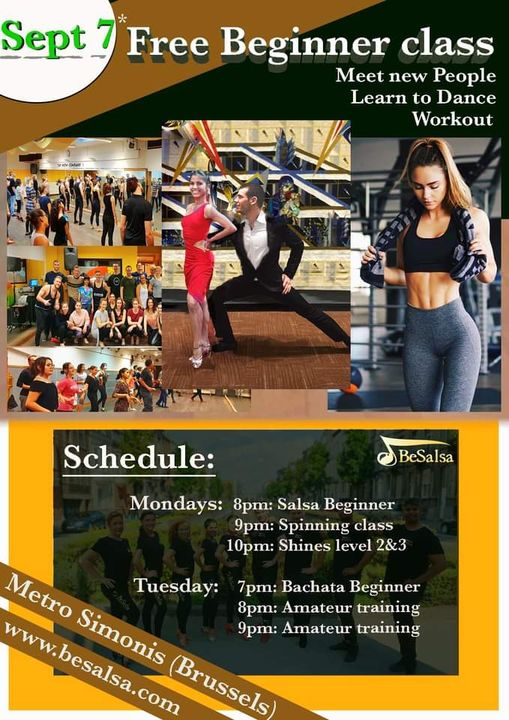 Sept 7*
Free Beginner class
Meet new People
Learn to Dance
Workout
BeSalsa
Schedule:
Mondays: 8pm: Salsa Beginner
9pm: Spinning class
10pm: Shines level 2&3
Tuesday: 7pm: Bachata Beginner
8pm: Amateur training
9pm: Amateur training
Metro Simonis (Brussels)
www.besalsa.com